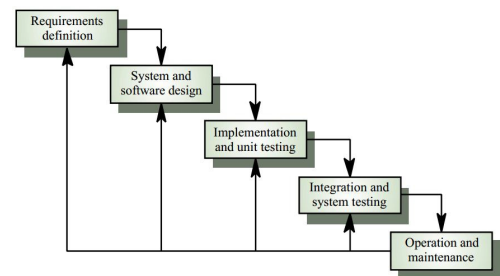 Requirements
definition
System and
software design
Implementation
and unit testing
Integration and
system testing
Operation and
maintenance